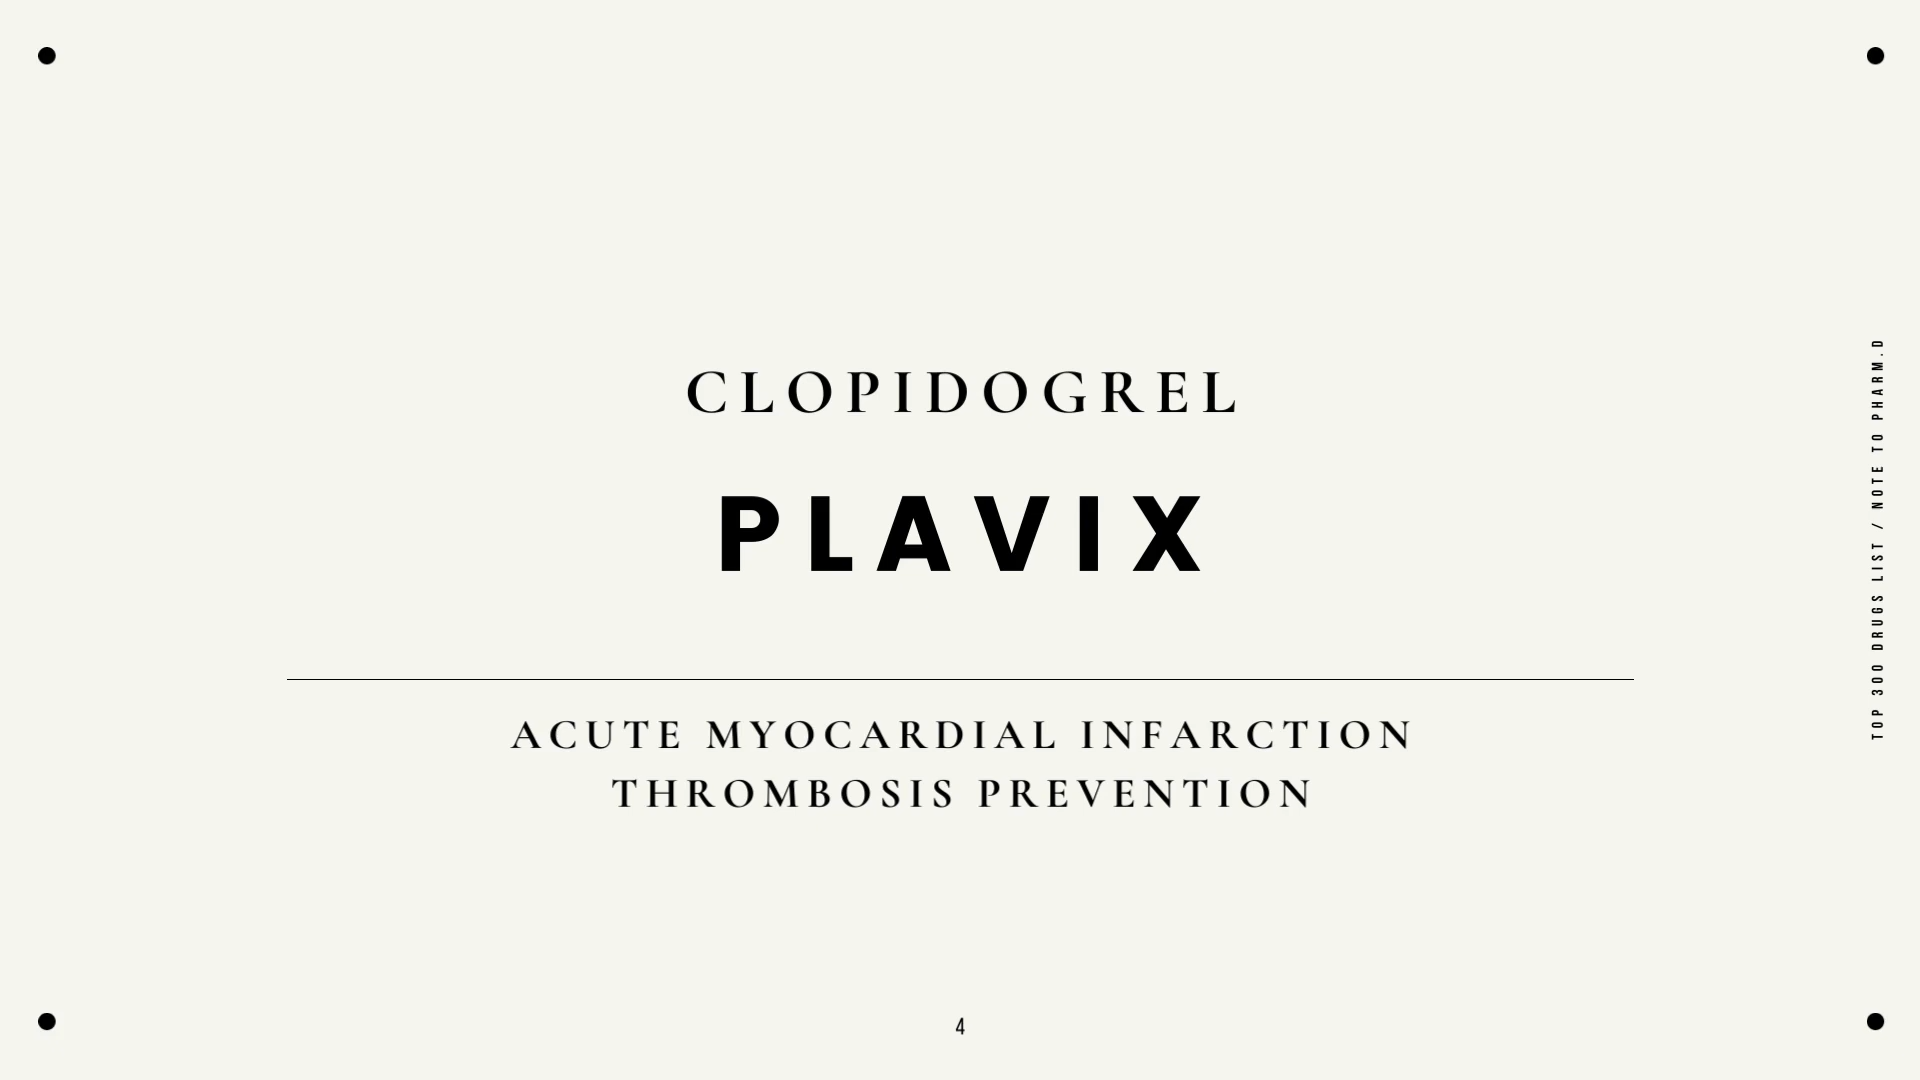 CLOPIDOGREL
PLAVIX
ACUTE MYOCARDIAL INFARCTION
THROMBOSIS PREVENTION
4
TOP 300 DRUGS LIST / NOTE TO PHARM.D